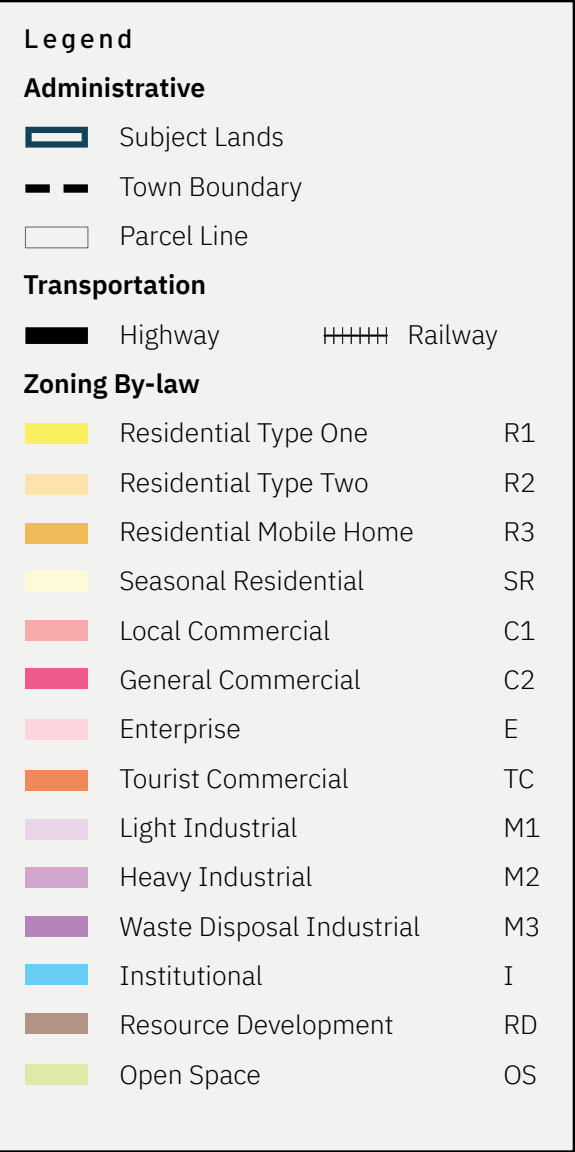 Legend
Administrative
Subject Lands
Town Boundary
Parcel Line
Transportation
Highway Railway
Zoning By-law
Residential Type One R1
Residential Type Two R2
Residential Mobile Home R3
Seasonal Residential SR
Local Commercial C1
General Commercial C2
Enterprise E
Tourist Commercial TC
Light Industrial M1
Heavy Industrial M2
Waste Disposal Industrial M3
Institutional I
Resource Development RD
Open Space OS